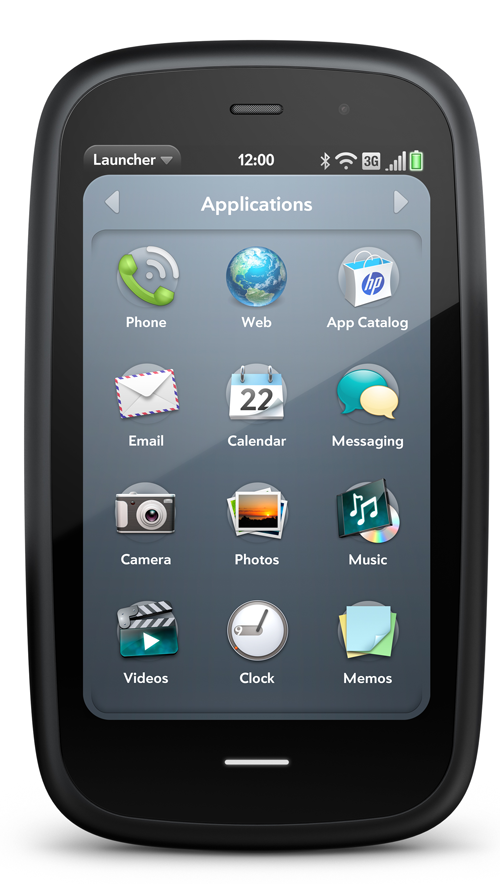 Launcher 12:00 3G
Applications
Phone Web App Catalog
hp
22
Email Calendar Messaging
Camera Photos Music
9
Videos Clock Memos